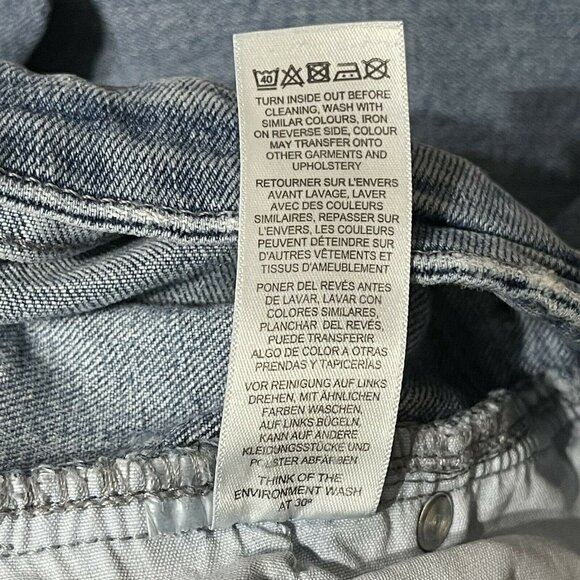 40
TURN INSIDE OUT BEFORE
CLEANING, WASH WITH
SIMILAR COLOURS, IRON
ON REVERSE SIDE, COLOUR
MAY TRANSFER ONTO
OTHER GARMENTS AND
UPHOLSTERY
RETOURNER SUR L'ENVERS
AVANT LAVAGE, LAVER
AVEC DES COULEURS
SIMILAIRES, REPASSER SUR
L'ENVERS, LES COULEURS
PEUVENT DÉTEINDRE SUR
D'AUTRES VÊTEMENTS ET
TISSUS D'AMEUBLEMENT
PONER DEL REVÉS ANTES
DE LAVAR, LAVAR CON
COLORES SIMILARES,
PLANCHAR DEL REVÉS,
PUEDE TRANSFERIR
ALGO DE COLOR A OTRAS
PRENDAS Y TAPICERÍAS
VOR REINIGUNG AUF LINKS
DREHEN, MIT ÄHNLICHEN
FARBEN WASCHEN,
AUF LINKS BÜGELN,
KANN AUF ANDERE
KLEIDUNGSSTÜCKE UND
POLSTER ABFÄRBEN
THINK OF THE
ENVIRONMENT WASH
AT 30º